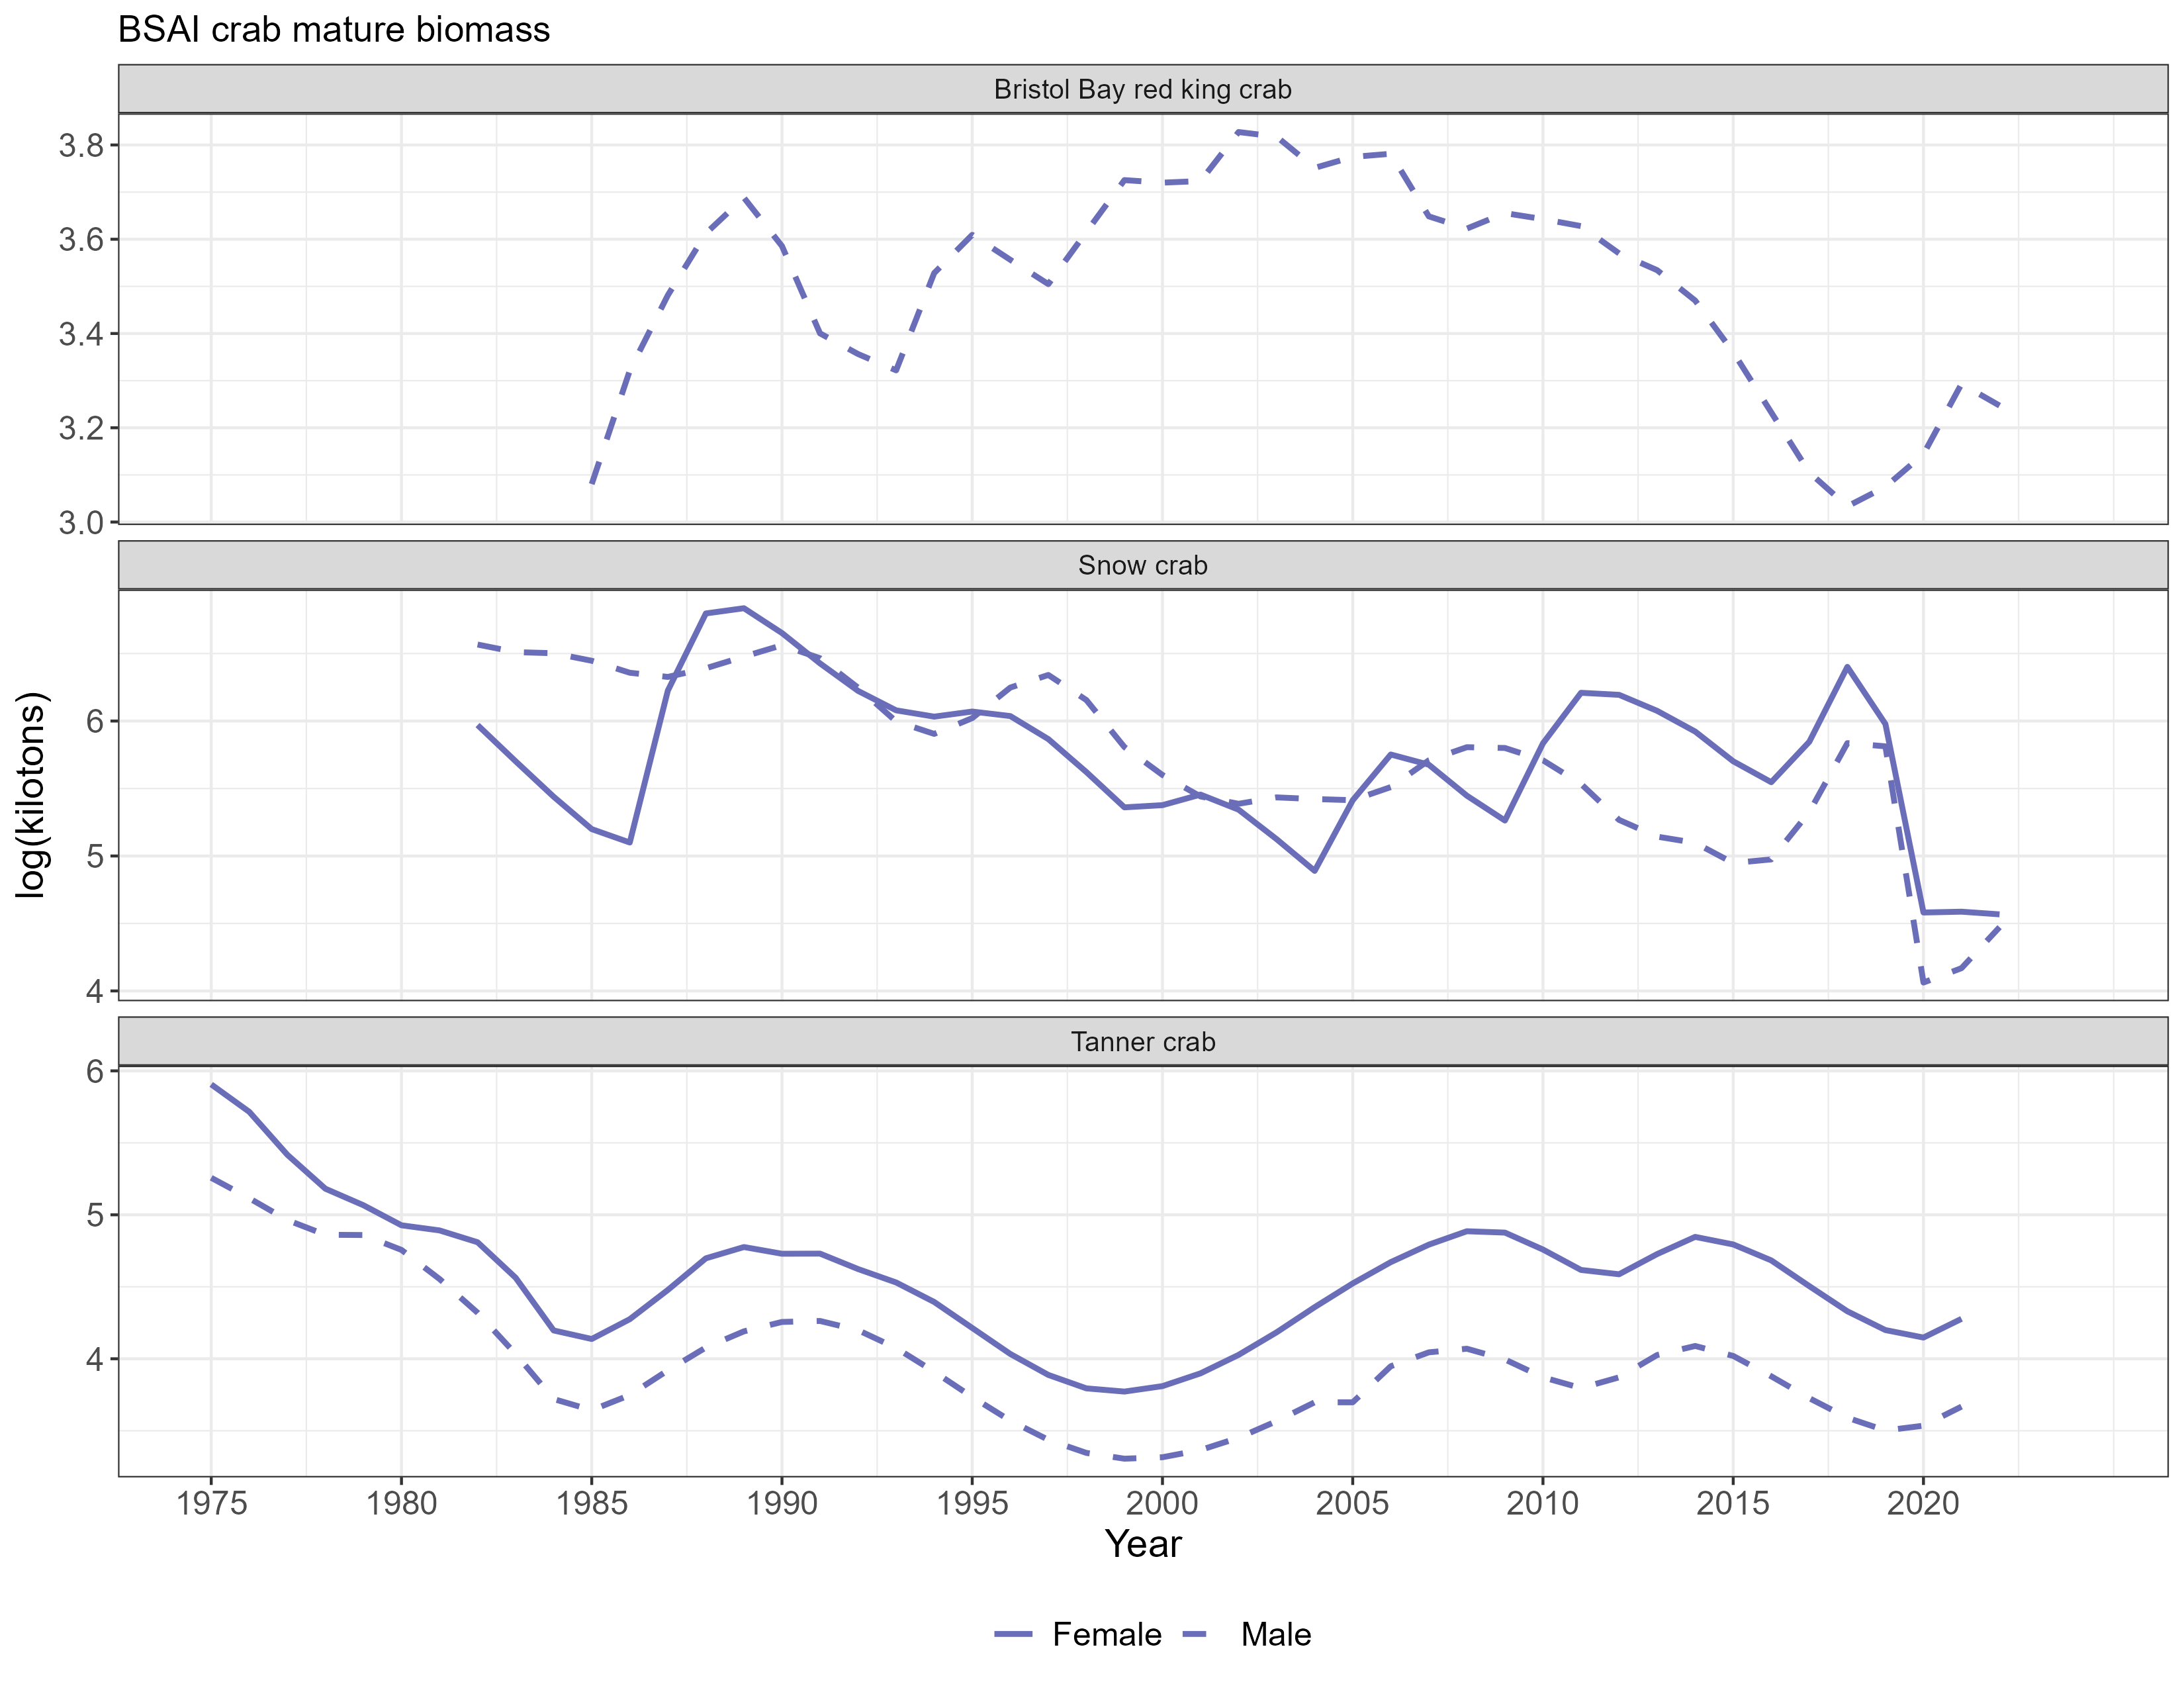 BSAI crab mature biomass
Bristol Bay red king crab
3.8
3.6
3.4
3.2
3.0
Snow crab
6
5
4
log(kilotons)
Tanner crab
6
5
4
1975 1980 1985 1990 1995 2000 2005 2010 2015 2020
Year
Female Male